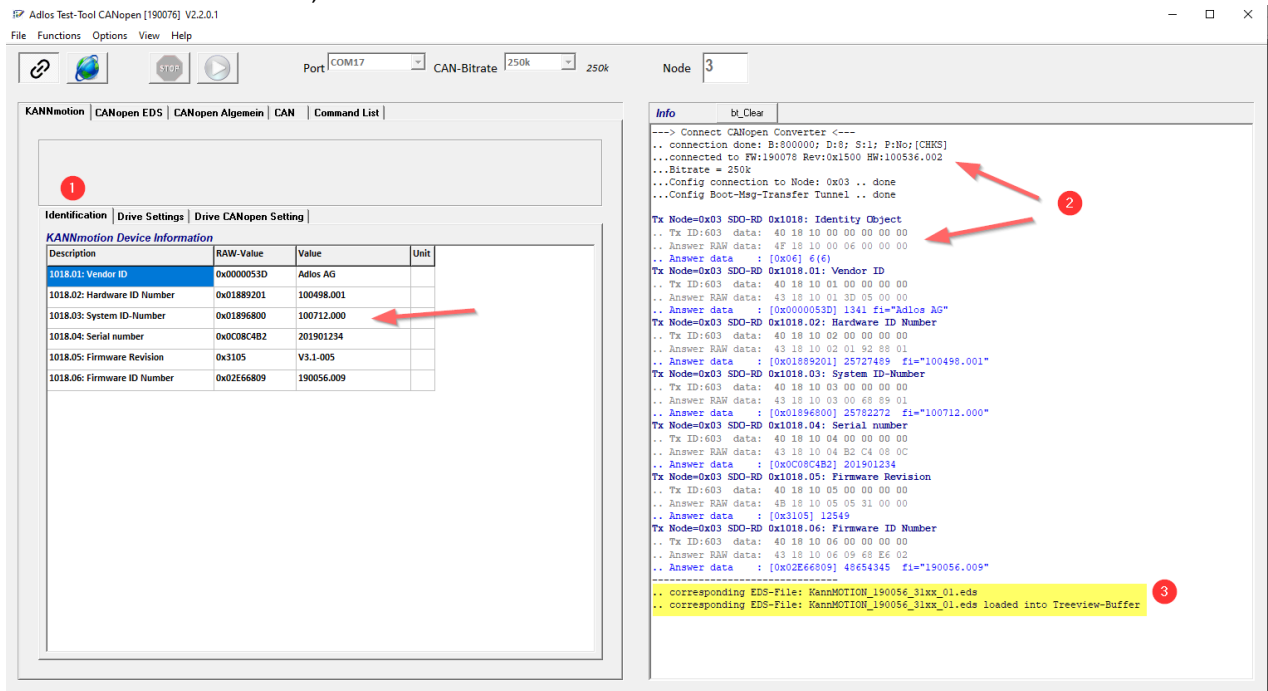 Adlos Test-Tool CANopen [190076] V2.2.0.1
File Functions Options View Help
STOP
Port COM17
CAN-Bitrate 250k
250k
Node 3
KANNmotion CANopen EDS CANopen Algemein CAN Command List
1
Identification Drive Settings Drive CANopen Setting
KANNmotion Device Information
Description RAW-Value Value Unit
1018.01: Vendor ID 0x0000053D Adlos AG
1018.02: Hardware ID Number 0x01889201 100498.001
1018.03: System ID-Number 0x01896800 100712.000
1018.04: Serial number 0x0C08C4B2 201901234
1018.05: Firmware Revision 0x3105 V3.1-005
1018.06: Firmware ID Number 0x02E66809 190056.009
Info bt_Clear
---> Connect CANopen Converter <---
.. connection done: B:800000; D:8; S:1; P:No;[CHKS]
...connected to FW:190078 Rev:0x1500 HW:100536.002
...Bitrate = 250k
...Config connection to Node: 0x03 .. done
...Config Boot-Msg-Transfer Tunnel .. done
2
Tx Node=0x03 SDO-RD 0x1018: Identity Object
.. Tx ID:603 data: 40 18 10 00 00 00 00 00
.. Answer RAW data: 4F 18 10 00 06 00 00 00
.. Answer data : [0x06] 6(6)
Tx Node=0x03 SDO-RD 0x1018.01: Vendor ID
.. Tx ID:603 data: 40 18 10 01 00 00 00 00
.. Answer RAW data: 43 18 10 01 3D 05 00 00
.. Answer data : [0x0000053D] 1341 fi="Adlos AG"
Tx Node=0x03 SDO-RD 0x1018.02: Hardware ID Number
.. Tx ID:603 data: 40 18 10 02 00 00 00 00
.. Answer RAW data: 43 18 10 02 01 92 88 01
.. Answer data : [0x01889201] 25727489 fi="100498.001"
Tx Node=0x03 SDO-RD 0x1018.03: System ID-Number
.. Tx ID:603 data: 40 18 10 03 00 00 00 00
.. Answer RAW data: 43 18 10 03 00 68 89 01
.. Answer data : [0x01896800] 25782272 fi="100712.000"
Tx Node=0x03 SDO-RD 0x1018.04: Serial number
.. Tx ID:603 data: 40 18 10 04 00 00 00 00
.. Answer RAW data: 43 18 10 04 B2 C4 08 0C
.. Answer data : [0x0C08C4B2] 201901234
Tx Node=0x03 SDO-RD 0x1018.05: Firmware Revision
.. Tx ID:603 data: 40 18 10 05 00 00 00 00
.. Answer RAW data: 4B 18 10 05 05 31 00 00
.. Answer data : [0x3105] 12549
Tx Node=0x03 SDO-RD 0x1018.06: Firmware ID Number
.. Tx ID:603 data: 40 18 10 06 00 00 00 00
.. Answer RAW data: 43 18 10 06 09 68 E6 02
.. Answer data : [0x02E66809] 48654345 fi="190056.009"
--------------------------------
.. corresponding EDS-File: KannMOTION_190056_31xx_01.eds
.. corresponding EDS-File: KannMOTION_190056_31xx_01.eds loaded into Treeview-Buffer
3